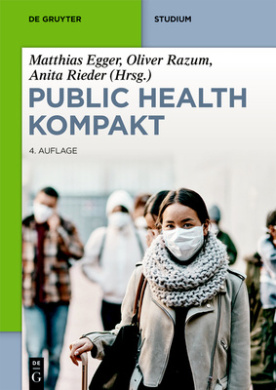 DE GRUYTER STUDIUM
Matthias Egger, Oliver Razum,
Anita Rieder (Hrsg.)
PUBLIC HEALTH
KOMPAKT
4. AUFLAGE
DE
G